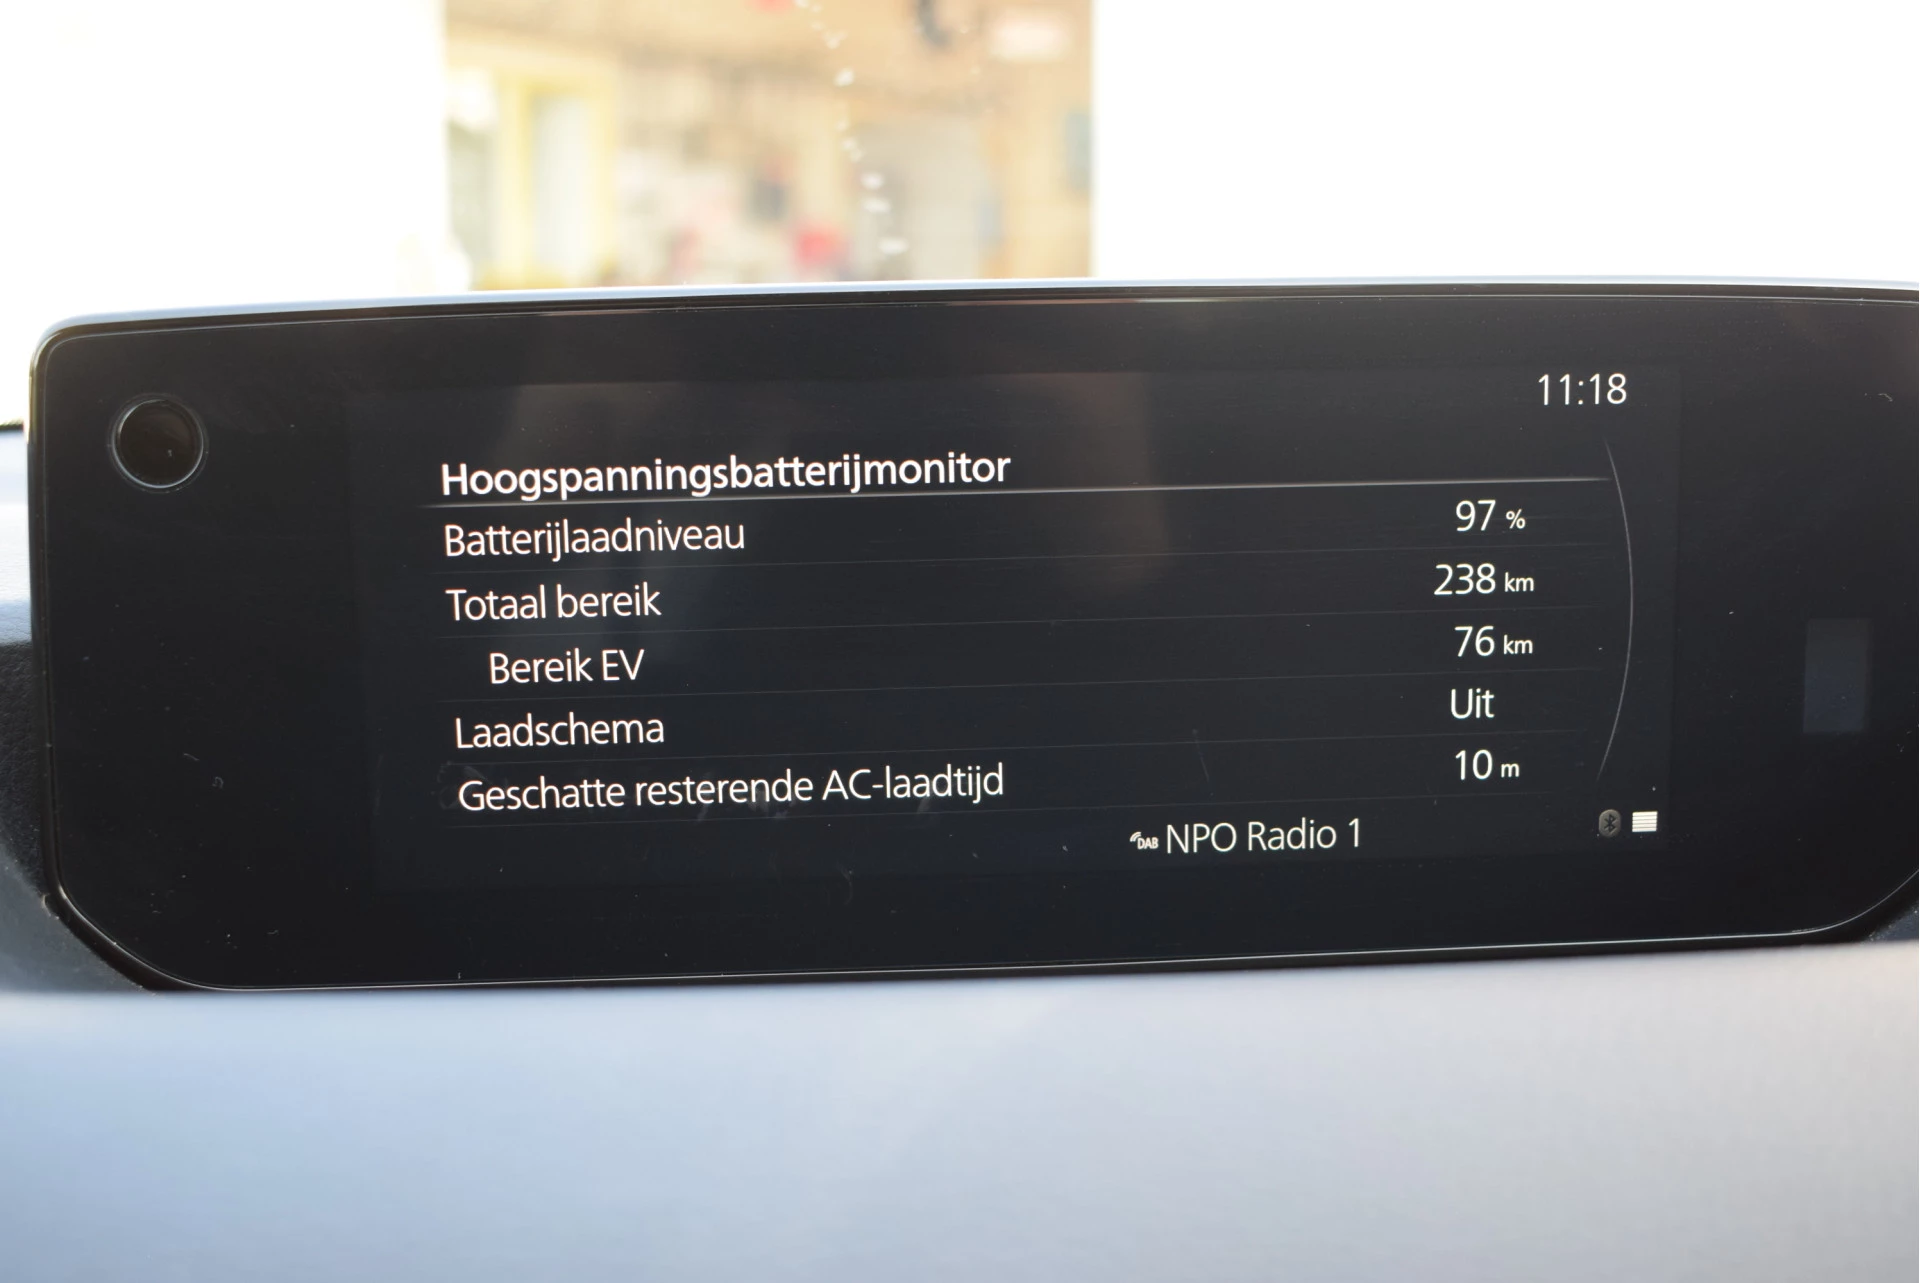 11:18
Hoogspanningsbatterijmonitor
Batterijlaadniveau 97 %
Totaal bereik 238 km
Bereik EV 76 km
Laadschema Uit
Geschatte resterende AC-laadtijd 10 m
DAB NPO Radio 1